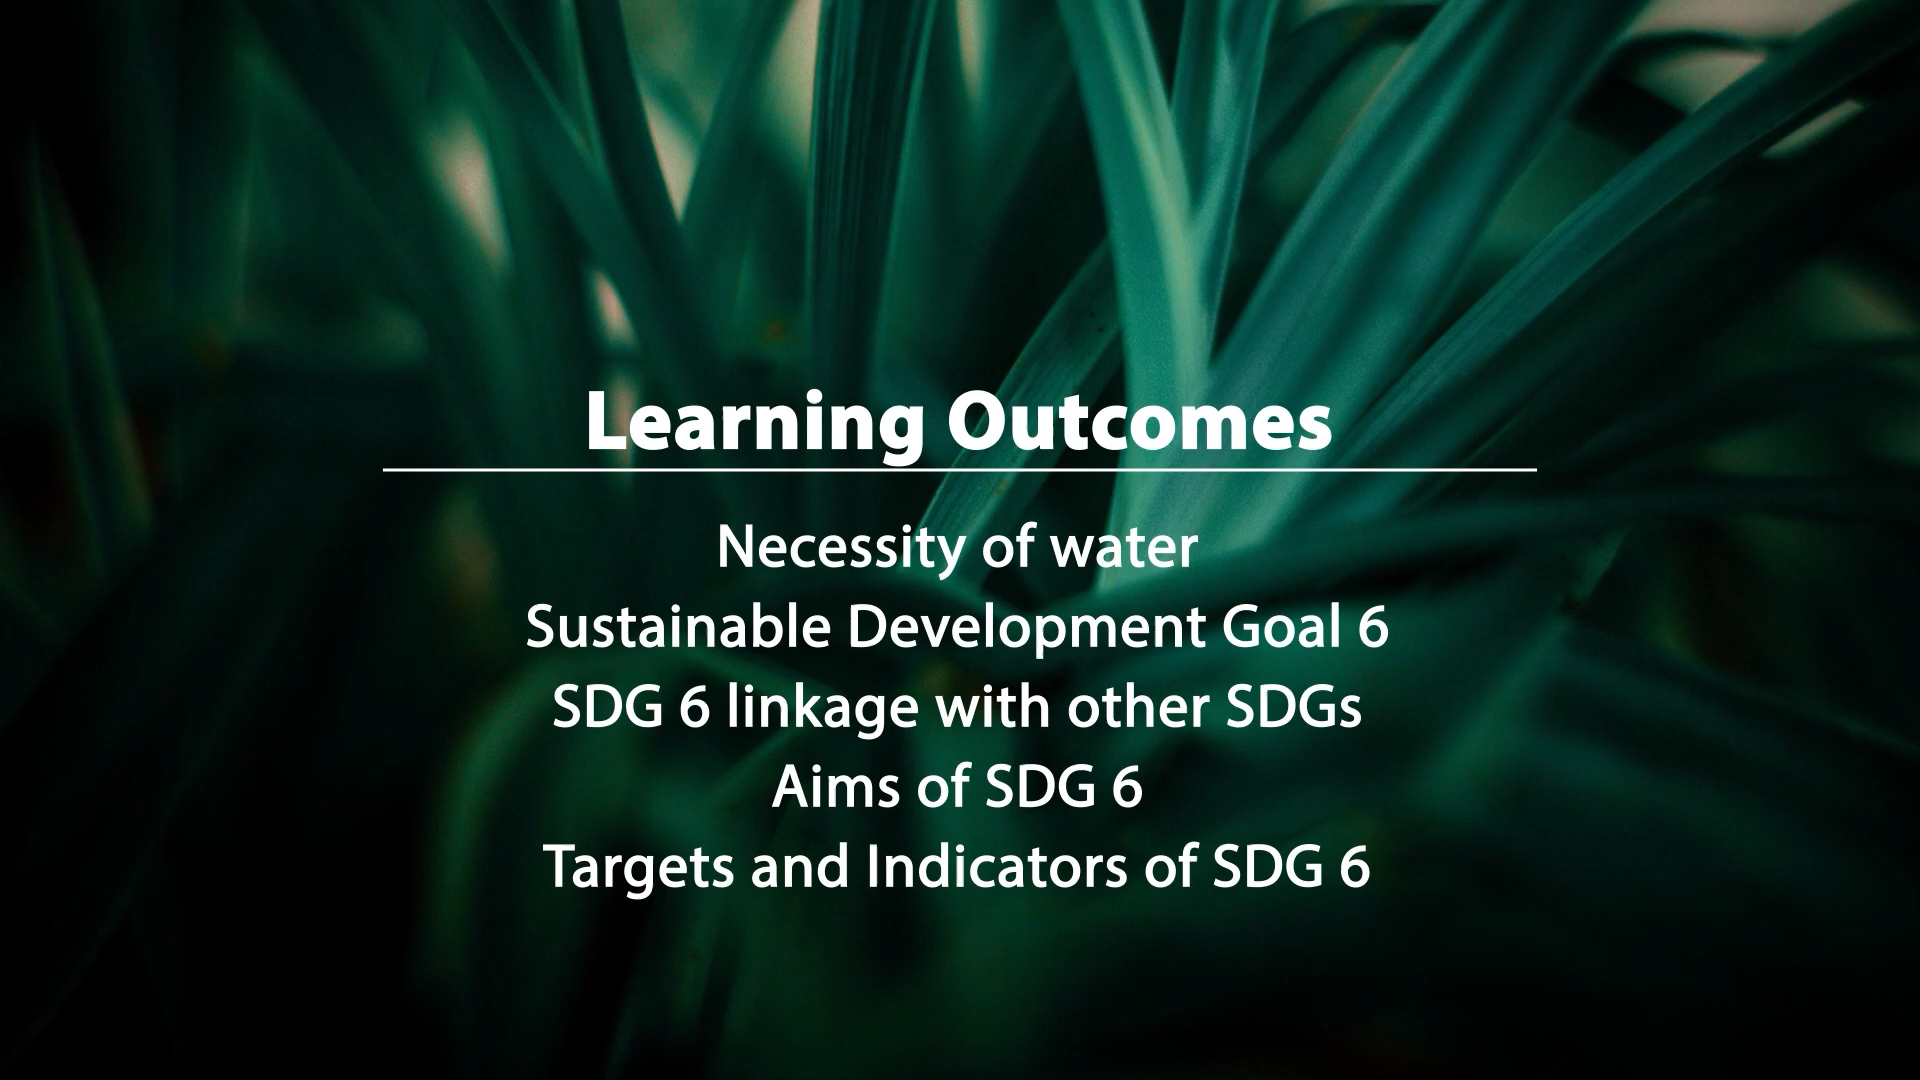 Learning Outcomes
Necessity of water
Sustainable Development Goal 6
SDG 6 linkage with other SDGs
Aims of SDG 6
Targets and Indicators of SDG 6